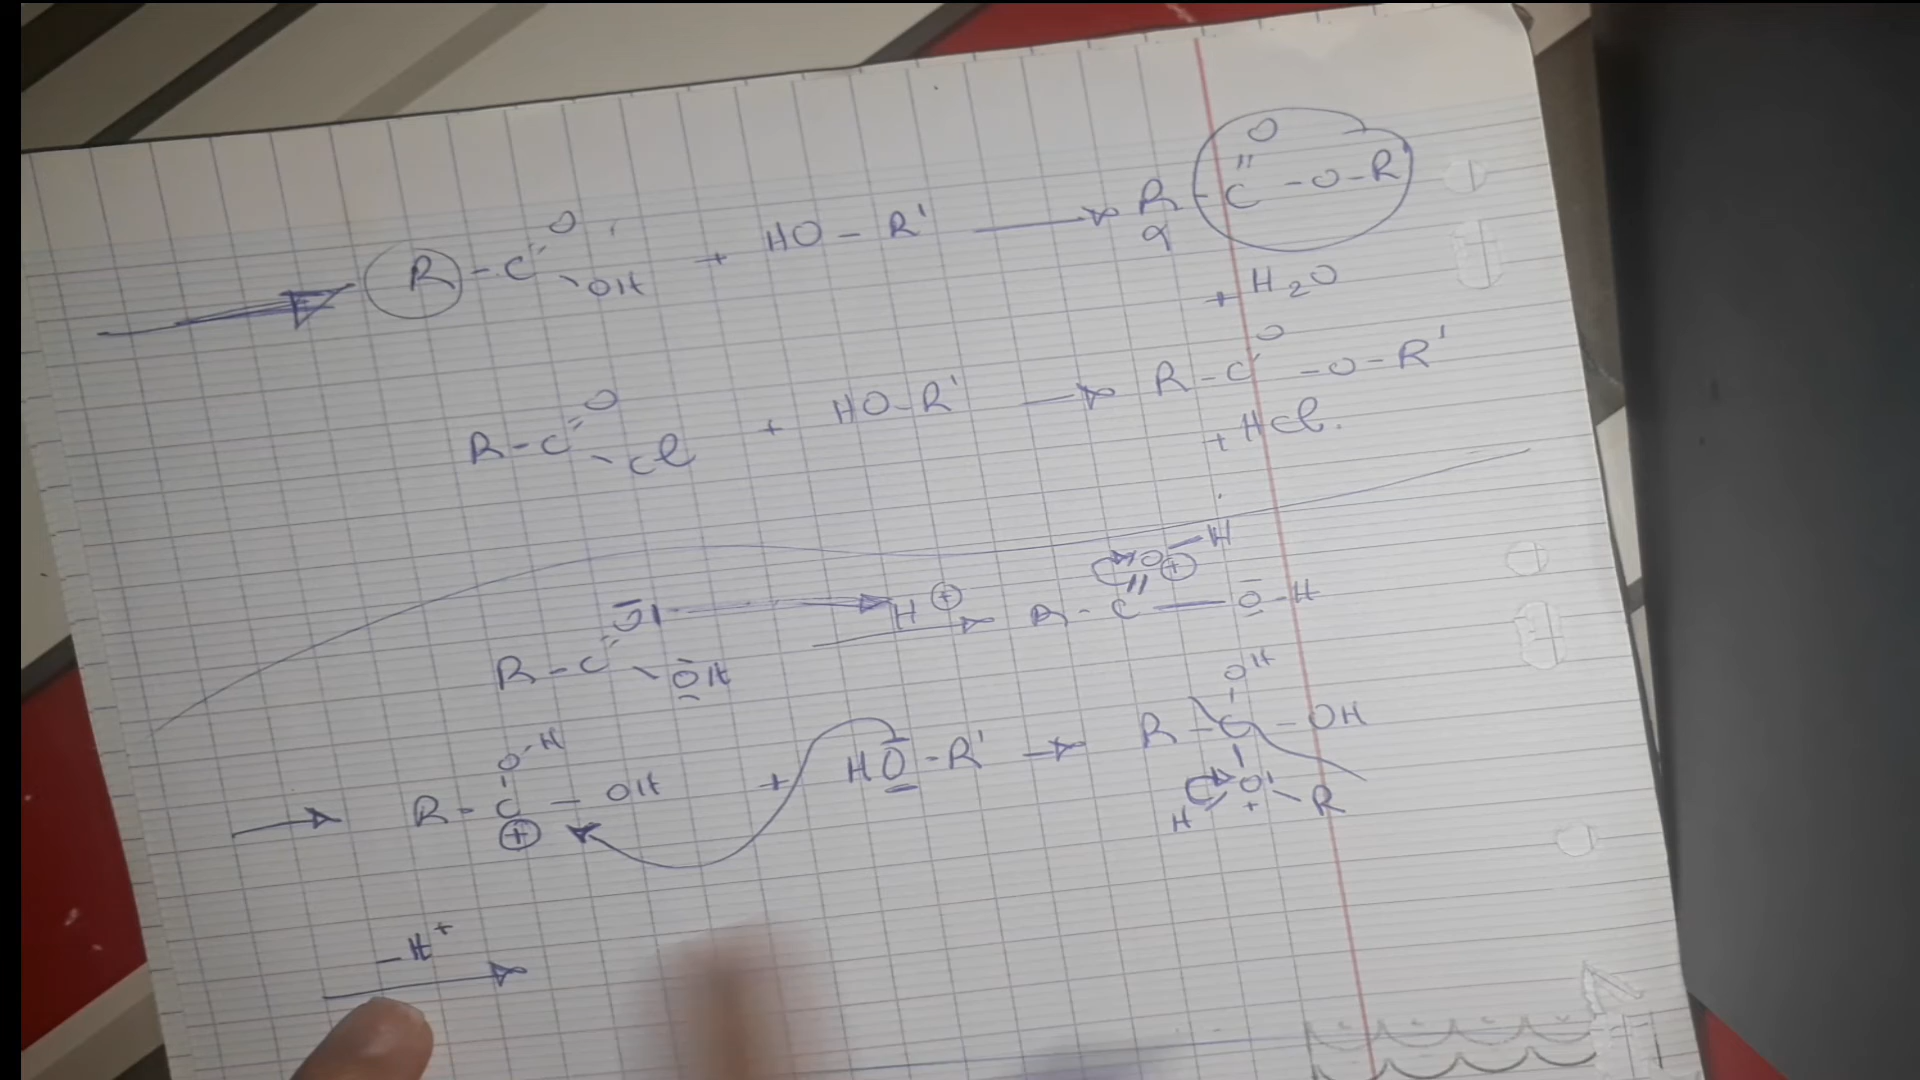 R-C=O OH + HO-R' → R-C(=O)-O-R
α
+ H2O
R-C=O -Cl + HO-R' → R-C=O -O-R'
+ HCl.
R-C=O| -OH H⊕ → R-C(=O⊕-H)-O-H
→ R-C⊕(O-H)-OH + HO-R' → R-C(OH)(-O+(H)-R)-OH
-H+ →